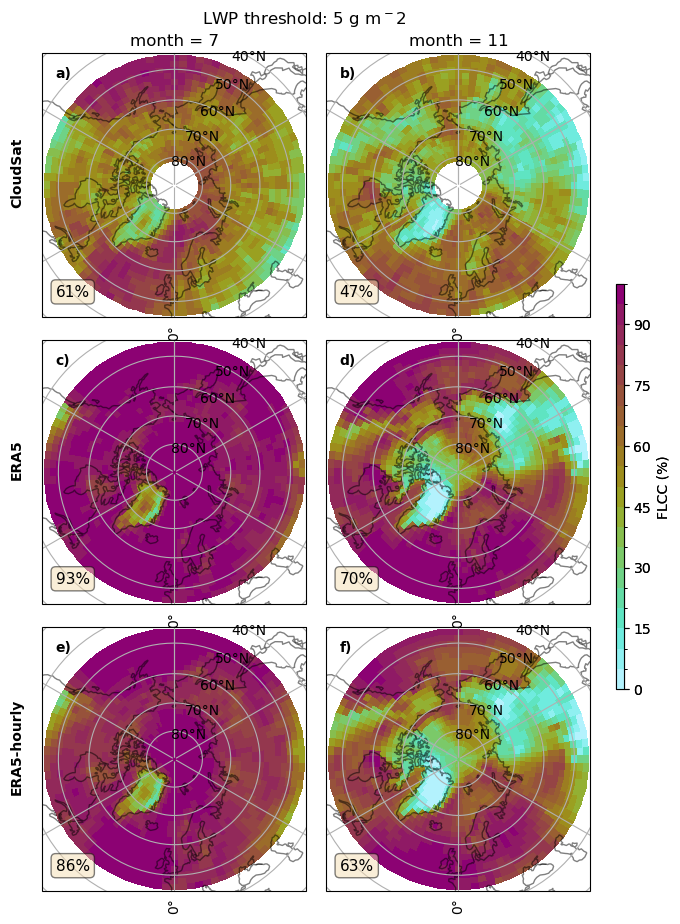 LWP threshold: 5 g m^-2
month = 7
month = 11
CloudSat
a)
40°N
50°N
60°N
70°N
80°N
61%
0°
b)
40°N
50°N
60°N
70°N
80°N
47%
0°
ERA5
c)
40°N
50°N
60°N
70°N
80°N
93%
0°
d)
40°N
50°N
60°N
70°N
80°N
70%
0°
ERA5-hourly
e)
40°N
50°N
60°N
70°N
80°N
86%
0°
f)
40°N
50°N
60°N
70°N
80°N
63%
0°
90
75
60
45
30
15
0
FLCC (%)